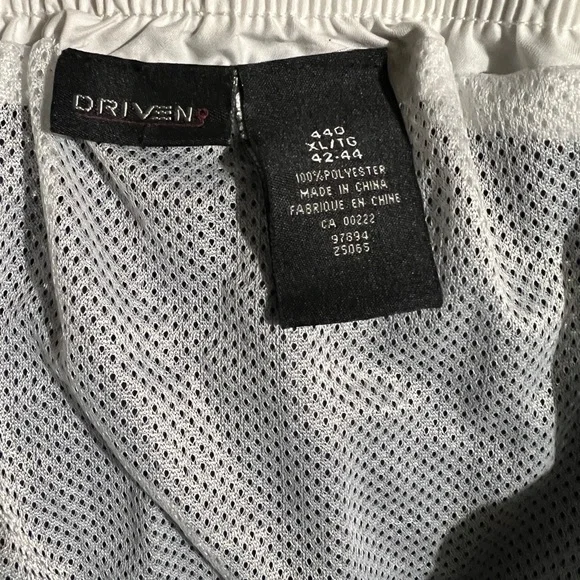 DRIVEN
440
XL/TG
42-44
100%POLYESTER
MADE IN CHINA
FABRIQUE EN CHINE
CA 00222
97894
25065